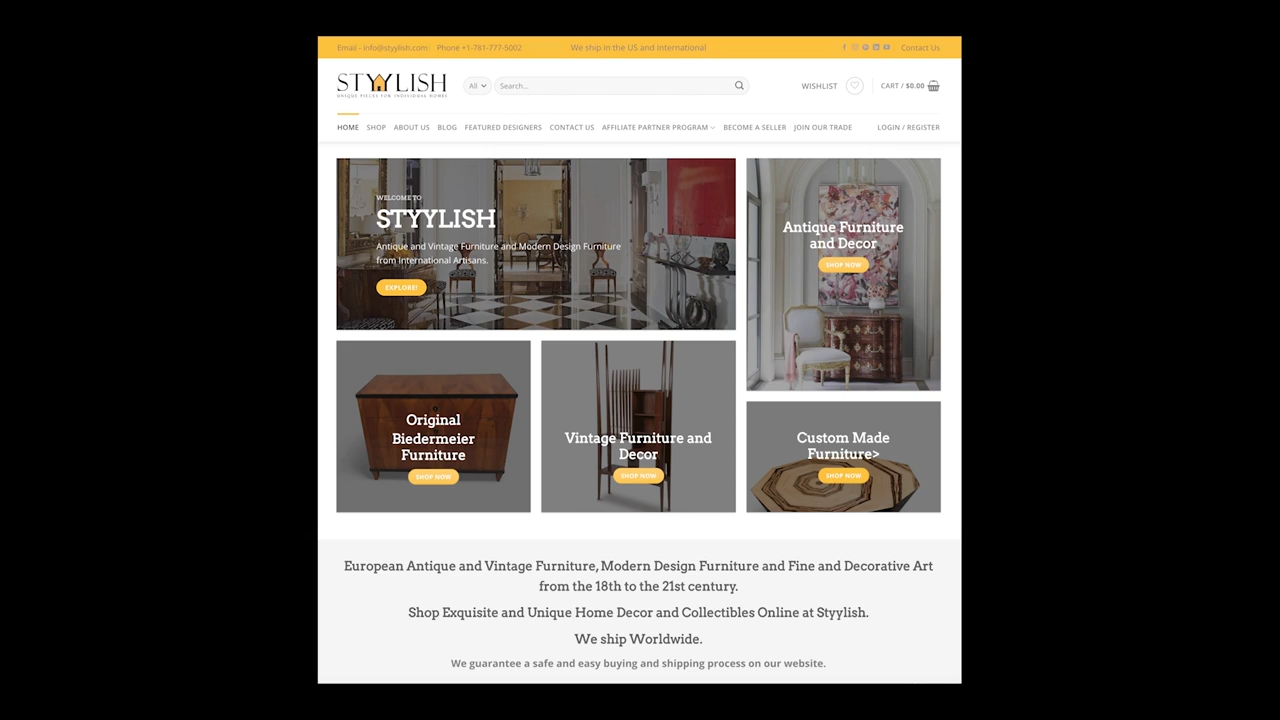 Email - info@styylish.com
Phone +1-781-777-5002
We ship in the US and International
Contact Us
STYYLISH
UNIQUE PIECES FOR INDIVIDUAL HOMES
All
Search...
WISHLIST
CART / $0.00
HOME
SHOP
ABOUT US
BLOG
FEATURED DESIGNERS
CONTACT US
AFFILIATE PARTNER PROGRAM
BECOME A SELLER
JOIN OUR TRADE
LOGIN / REGISTER
WELCOME TO
STYYLISH
Antique and Vintage Furniture and Modern Design Furniture
from International Artisans.
EXPLORE!
Antique Furniture
and Decor
SHOP NOW
Original
Biedermeier
Furniture
SHOP NOW
Vintage Furniture and
Decor
SHOP NOW
Custom Made
Furniture>
SHOP NOW
European Antique and Vintage Furniture, Modern Design Furniture and Fine and Decorative Art
from the 18th to the 21st century.
Shop Exquisite and Unique Home Decor and Collectibles Online at Styylish.
We ship Worldwide.
We guarantee a safe and easy buying and shipping process on our website.